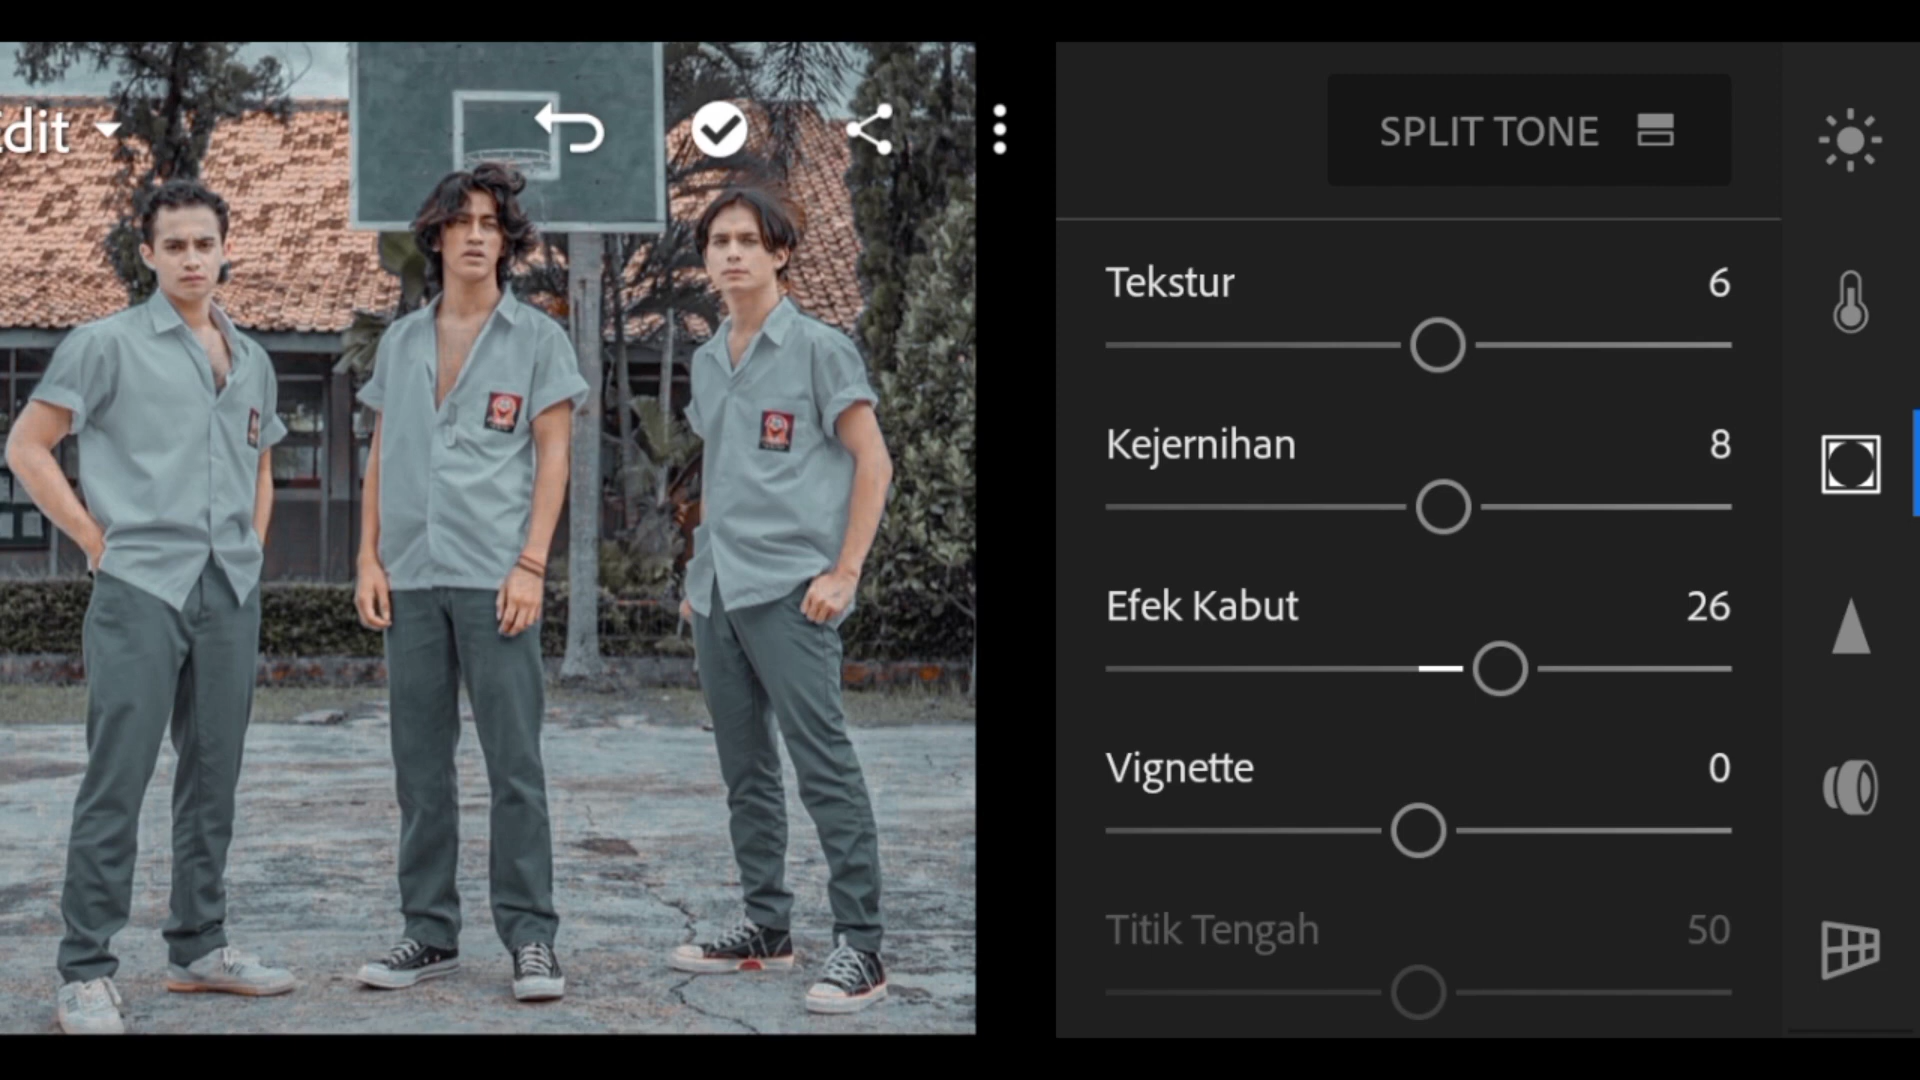 dit
SPLIT TONE
Tekstur 6
Kejernihan 8
Efek Kabut 26
Vignette 0
Titik Tengah 50